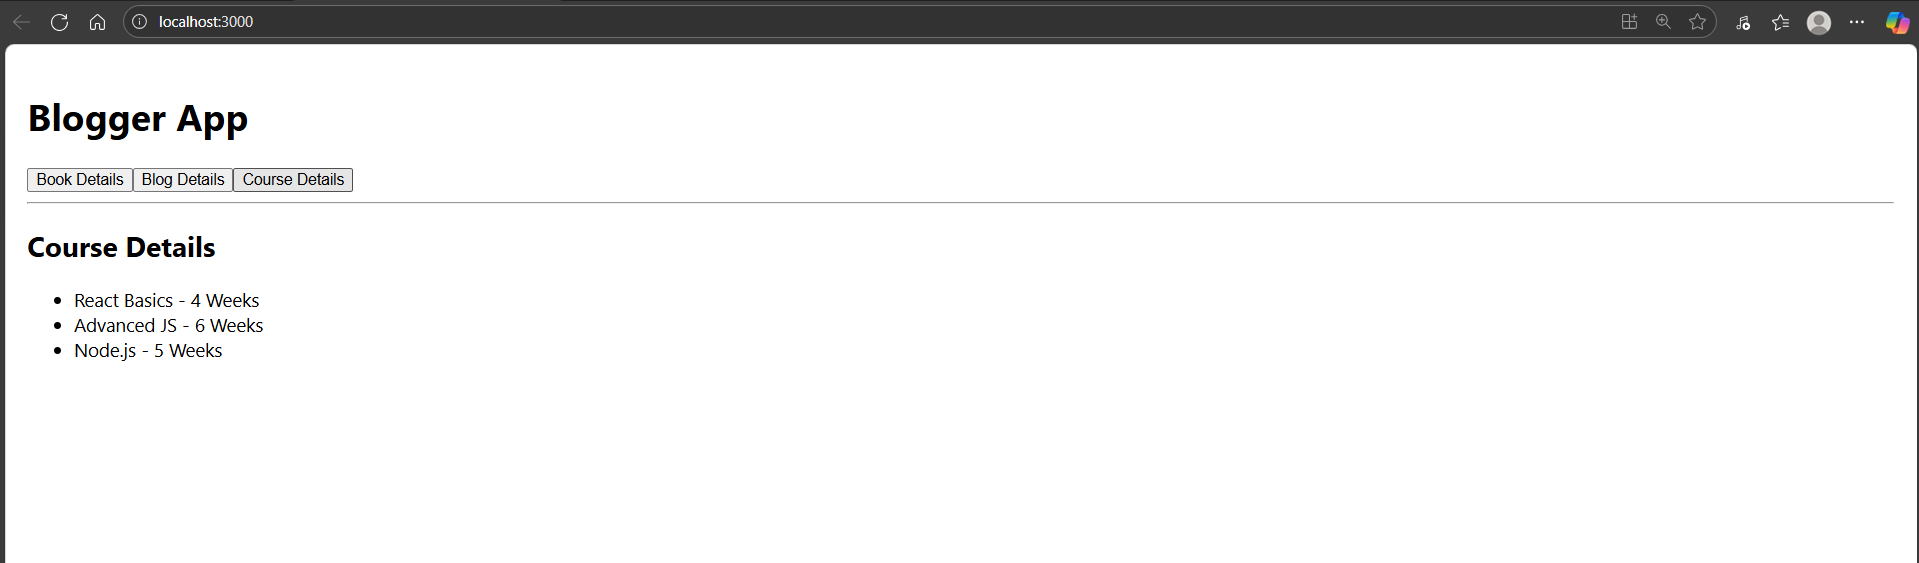 localhost:3000
Blogger App
Book Details Blog Details Course Details
Course Details
React Basics - 4 Weeks
Advanced JS - 6 Weeks
Node.js - 5 Weeks